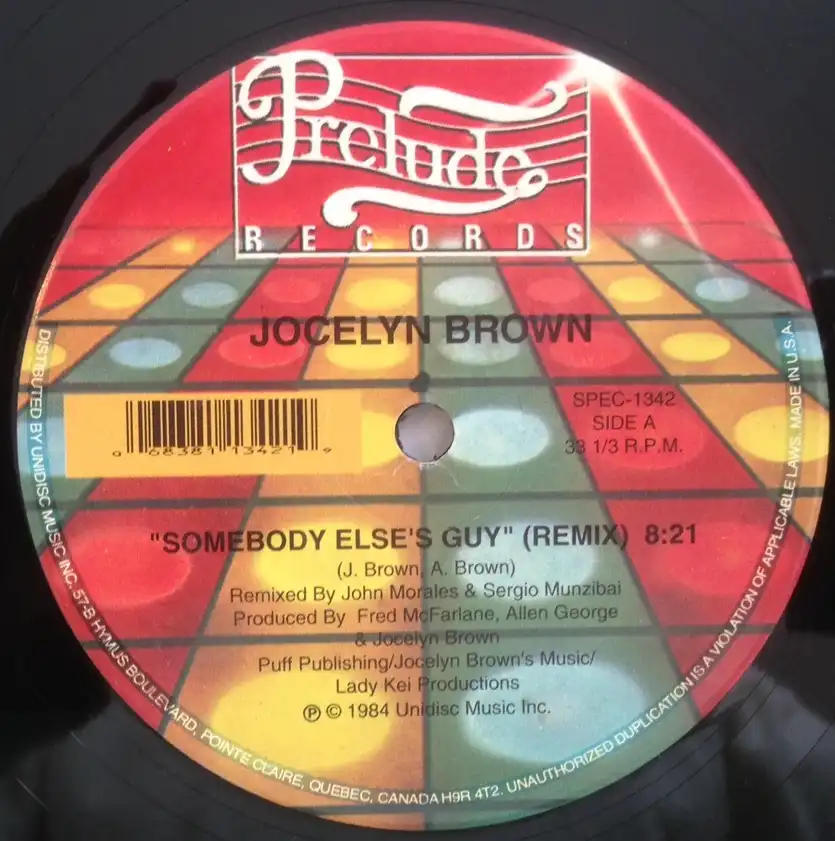 Prelude
RECORDS
JOCELYN BROWN
0 68381 13421 9
SPEC-1342
SIDE A
33 1/3 R.P.M.
"SOMEBODY ELSE'S GUY" (REMIX) 8:21
(J. Brown, A. Brown)
Remixed By John Morales & Sergio Munzibai
Produced By Fred McFarlane, Allen George
& Jocelyn Brown
Puff Publishing/Jocelyn Brown's Music/
Lady Kei Productions
℗ © 1984 Unidisc Music Inc.
DISTRIBUTED BY UNIDISC MUSIC INC. 57-B HYMUS BOULEVARD, POINTE CLAIRE, QUEBEC, CANADA H9R 4T2. UNAUTHORIZED DUPLICATION IS A VIOLATION OF APPLICABLE LAWS. MADE IN U.S.A.